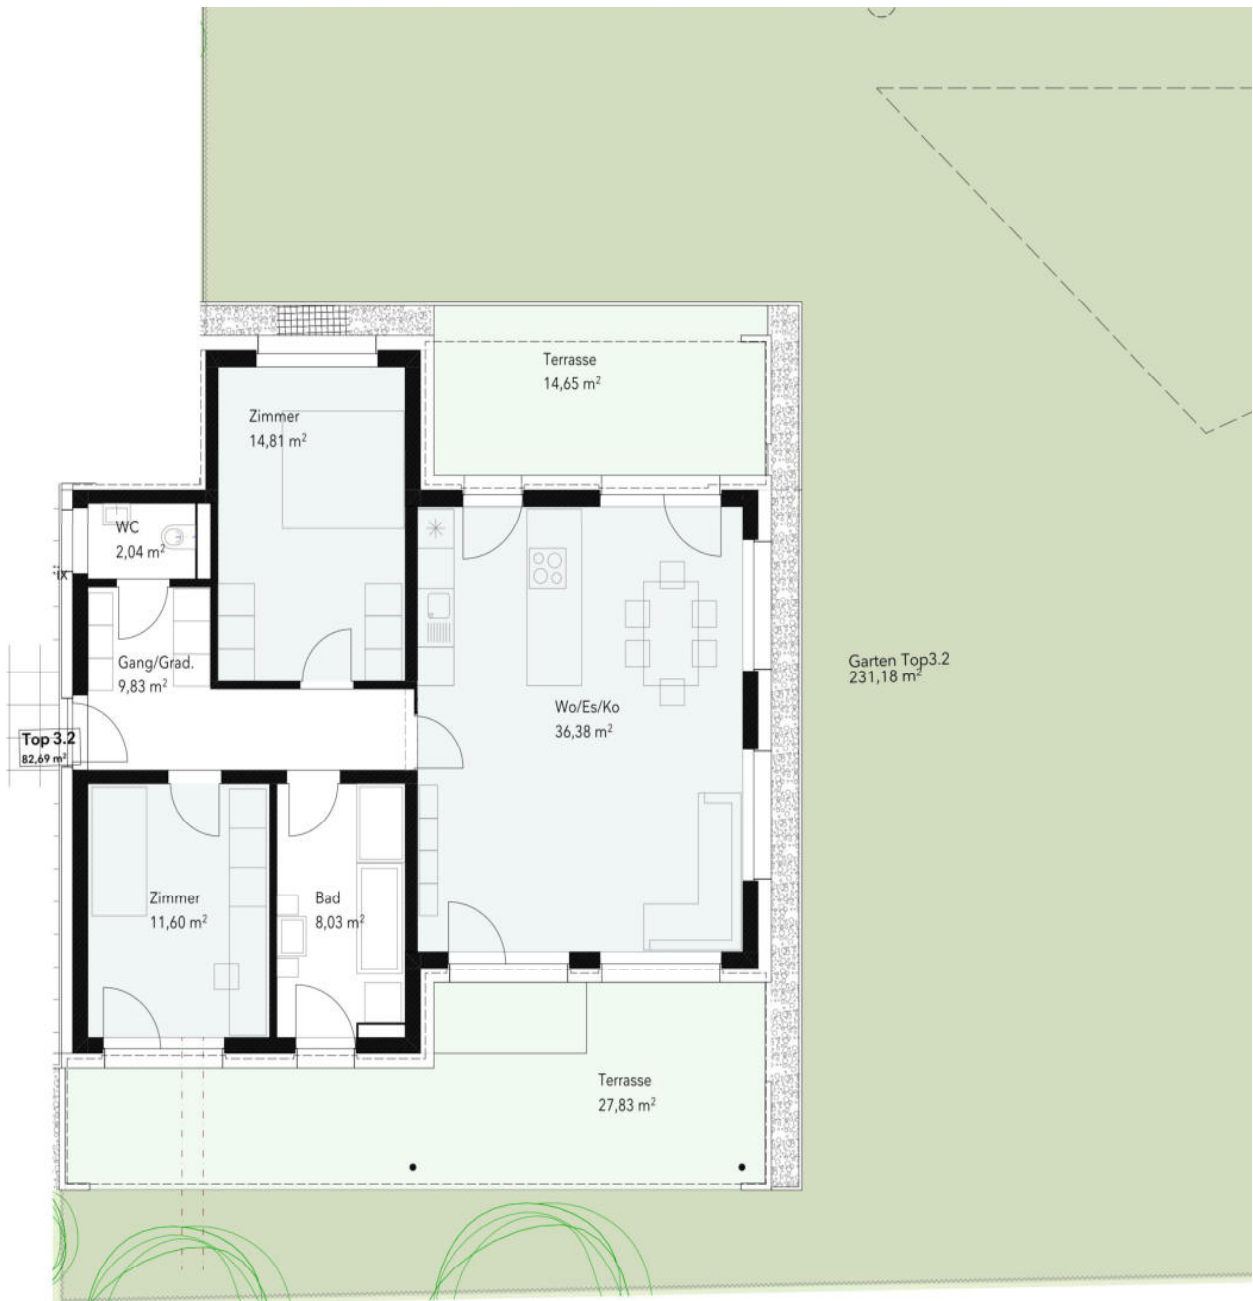 Terrasse
14,65 m²
Zimmer
14,81 m²
WC
2,04 m²
Gang/Grad.
9,83 m²
Garten Top3.2
231,18 m²
Wo/Es/Ko
36,38 m²
Top 3.2
82,69 m²
Zimmer
11,60 m²
Bad
8,03 m²
Terrasse
27,83 m²